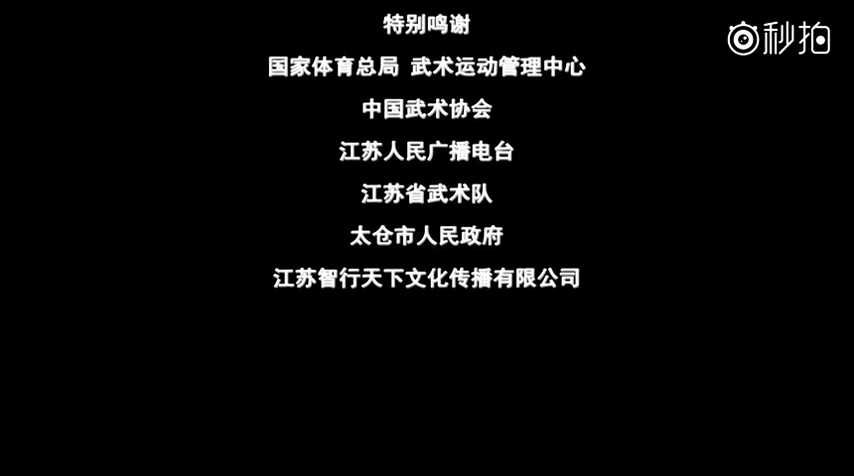 特别鸣谢
秒拍
国家体育总局 武术运动管理中心
中国武术协会
江苏人民广播电台
江苏省武术队
太仓市人民政府
江苏智行天下文化传播有限公司